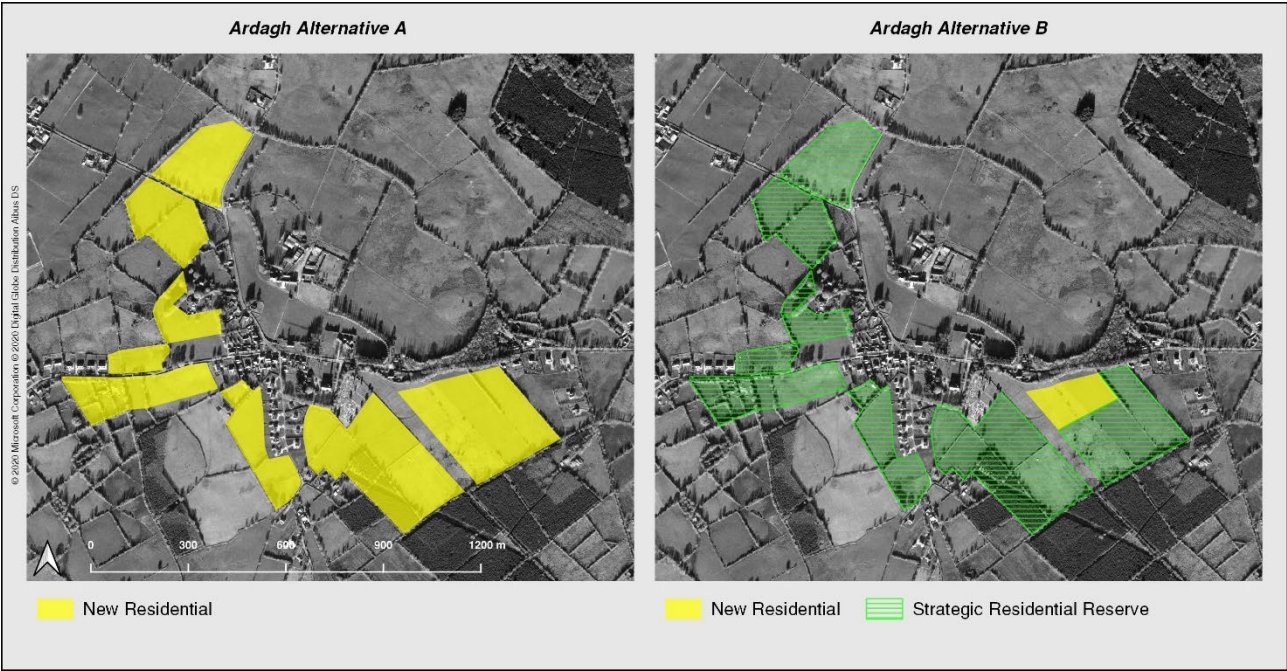 Ardagh Alternative A
Ardagh Alternative B
© 2020 Microsoft Corporation © 2020 Digital Globe Distribution Aibus DS
0 300 600 900 1200 m
New Residential
New Residential
Strategic Residential Reserve